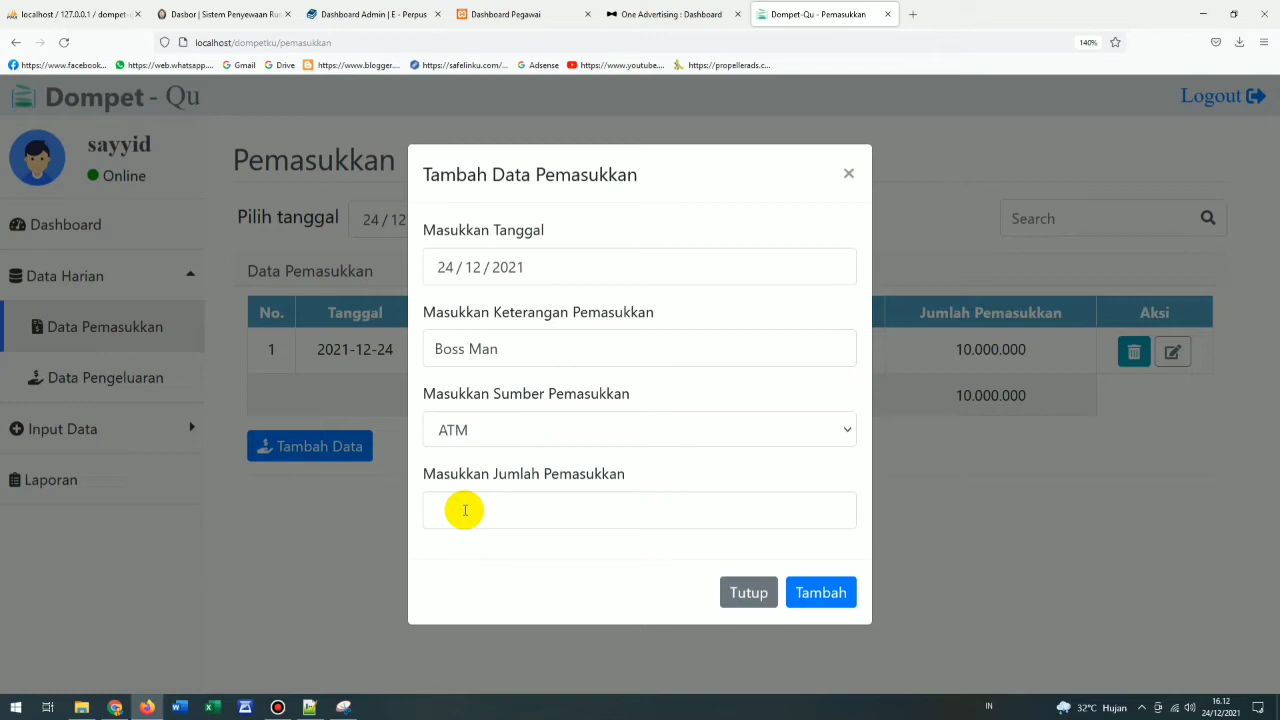 localhost / 127.0.0.1 / dompet-
Dasbor | Sistem Penyewaan Rus
Dashboard Admin | E - Perpus
Dashboard Pegawai
One Advertising : Dashboard
Dompet-Qu - Pemasukkan
localhost/dompetku/pemasukkan
140%
https://www.facebook...
https://web.whatsapp....
Gmail
Drive
https://www.blogger....
https://safelinku.com/...
Adsense
https://www.youtube....
https://propellerads.c...
Dompet - Qu
Logout
sayyid
Online
Dashboard
Data Harian
Data Pemasukkan
Data Pengeluaran
Input Data
Laporan
Pemasukkan
Pilih tanggal
24 / 12
Search
Data Pemasukkan
No.
Tanggal
Jumlah Pemasukkan
Aksi
1
2021-12-24
10.000.000
10.000.000
Tambah Data
Tambah Data Pemasukkan
×
Masukkan Tanggal
24 / 12 / 2021
Masukkan Keterangan Pemasukkan
Boss Man
Masukkan Sumber Pemasukkan
ATM
Masukkan Jumlah Pemasukkan
Tutup
Tambah
IN
32°C Hujan
16.12
24/12/2021